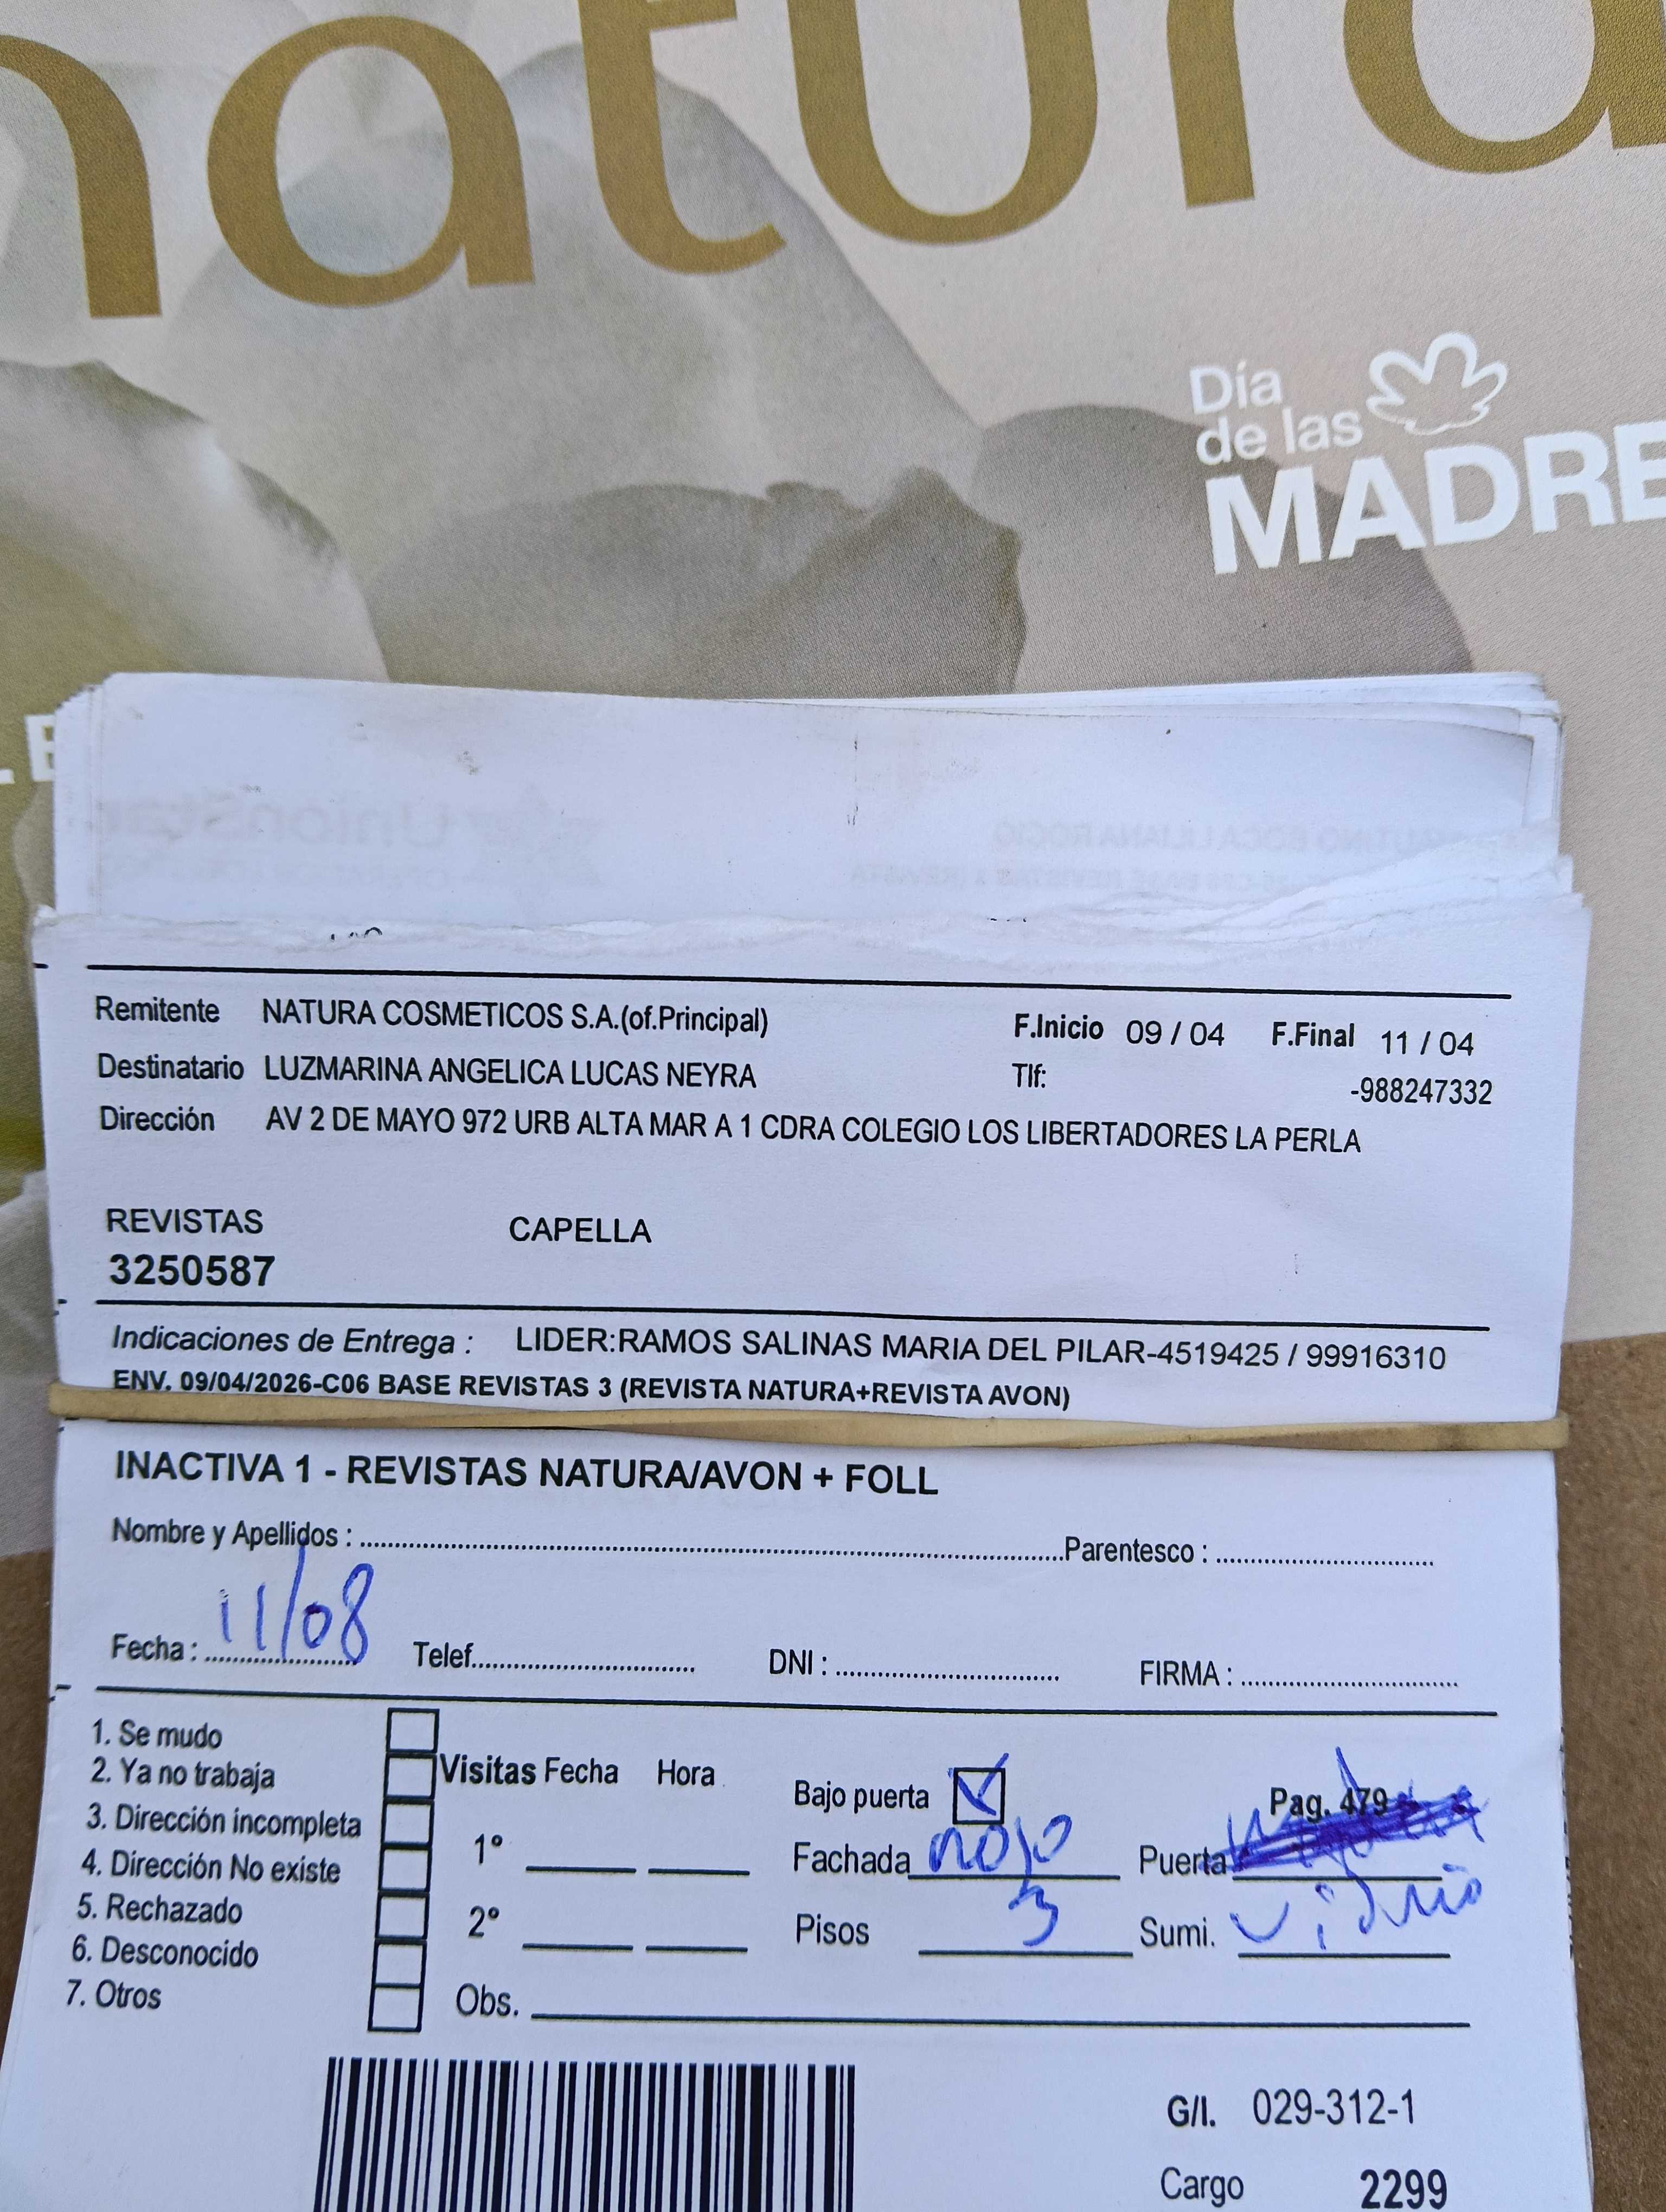 natura
Día
de las
MADRE
LE
Remitente NATURA COSMETICOS S.A.(of.Principal) F.Inicio 09 / 04 F.Final 11 / 04
Destinatario LUZMARINA ANGELICA LUCAS NEYRA Tlf: -988247332
Dirección AV 2 DE MAYO 972 URB ALTA MAR A 1 CDRA COLEGIO LOS LIBERTADORES LA PERLA
REVISTAS CAPELLA
3250587
Indicaciones de Entrega : LIDER:RAMOS SALINAS MARIA DEL PILAR-4519425 / 99916310
ENV. 09/04/2026-C06 BASE REVISTAS 3 (REVISTA NATURA+REVISTA AVON)
INACTIVA 1 - REVISTAS NATURA/AVON + FOLL
Nombre y Apellidos : Parentesco :
Fecha : 11/08 Telef. DNI : FIRMA :
1. Se mudo
2. Ya no trabaja Visitas Fecha Hora Bajo puerta Pag. 479
3. Dirección incompleta
4. Dirección No existe 1º Fachada rojo Puerta
5. Rechazado 2º Pisos 3 Sumi. vidrio
6. Desconocido
7. Otros Obs.
G/I. 029-312-1
Cargo 2299